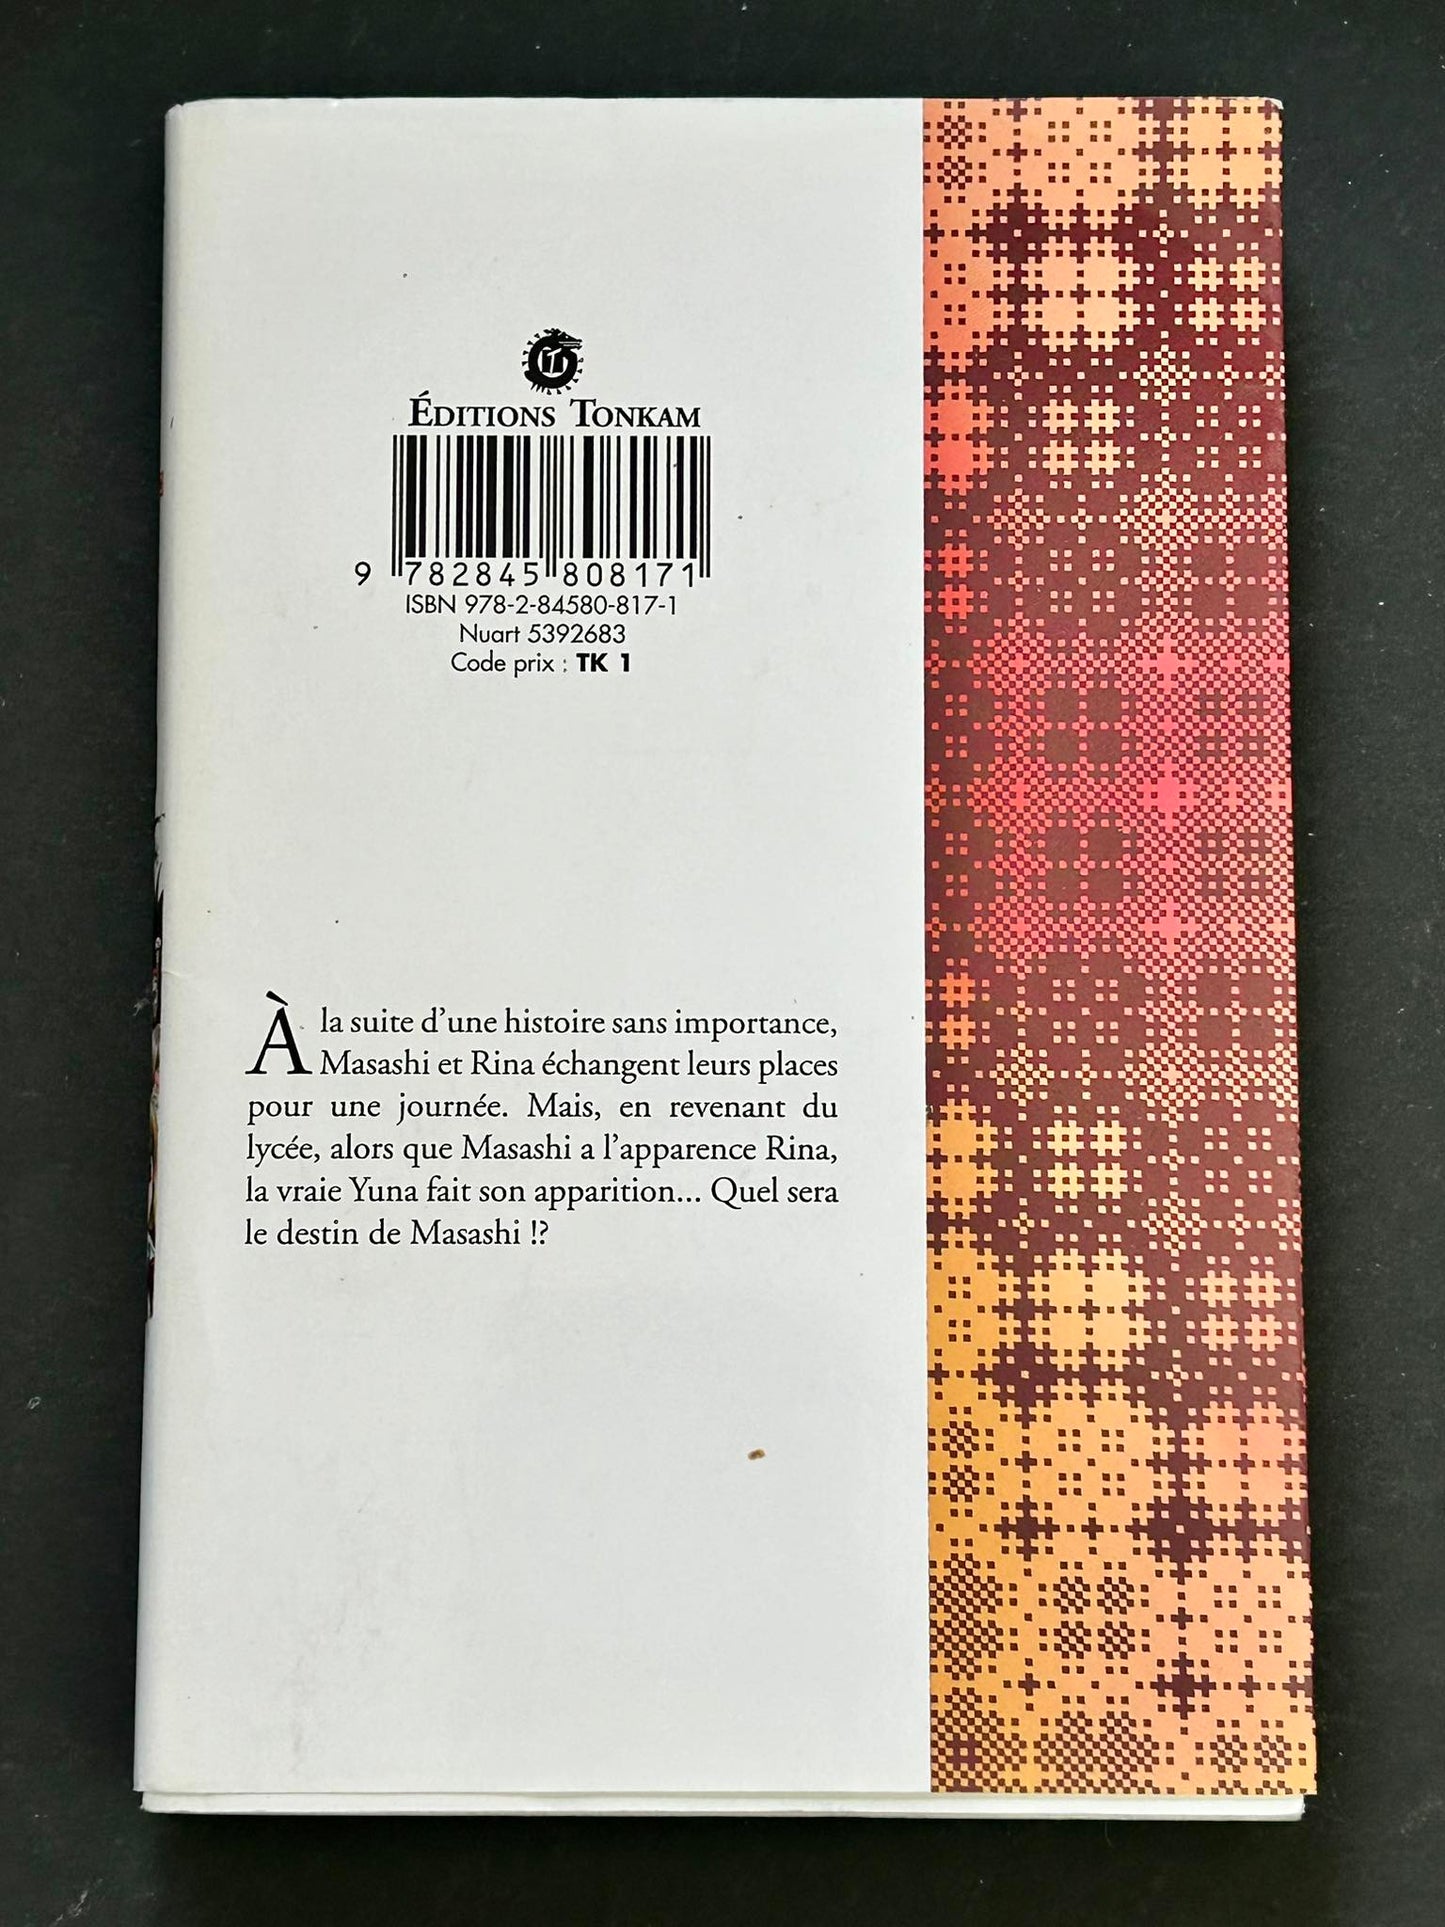 ÉDITIONS TONKAM
9 782845 808171
ISBN 978-2-84580-817-1
Nuart 5392683
Code prix : TK 1
À la suite d'une histoire sans importance,
Masashi et Rina échangent leurs places
pour une journée. Mais, en revenant du
lycée, alors que Masashi a l'apparence Rina,
la vraie Yuna fait son apparition... Quel sera
le destin de Masashi !?